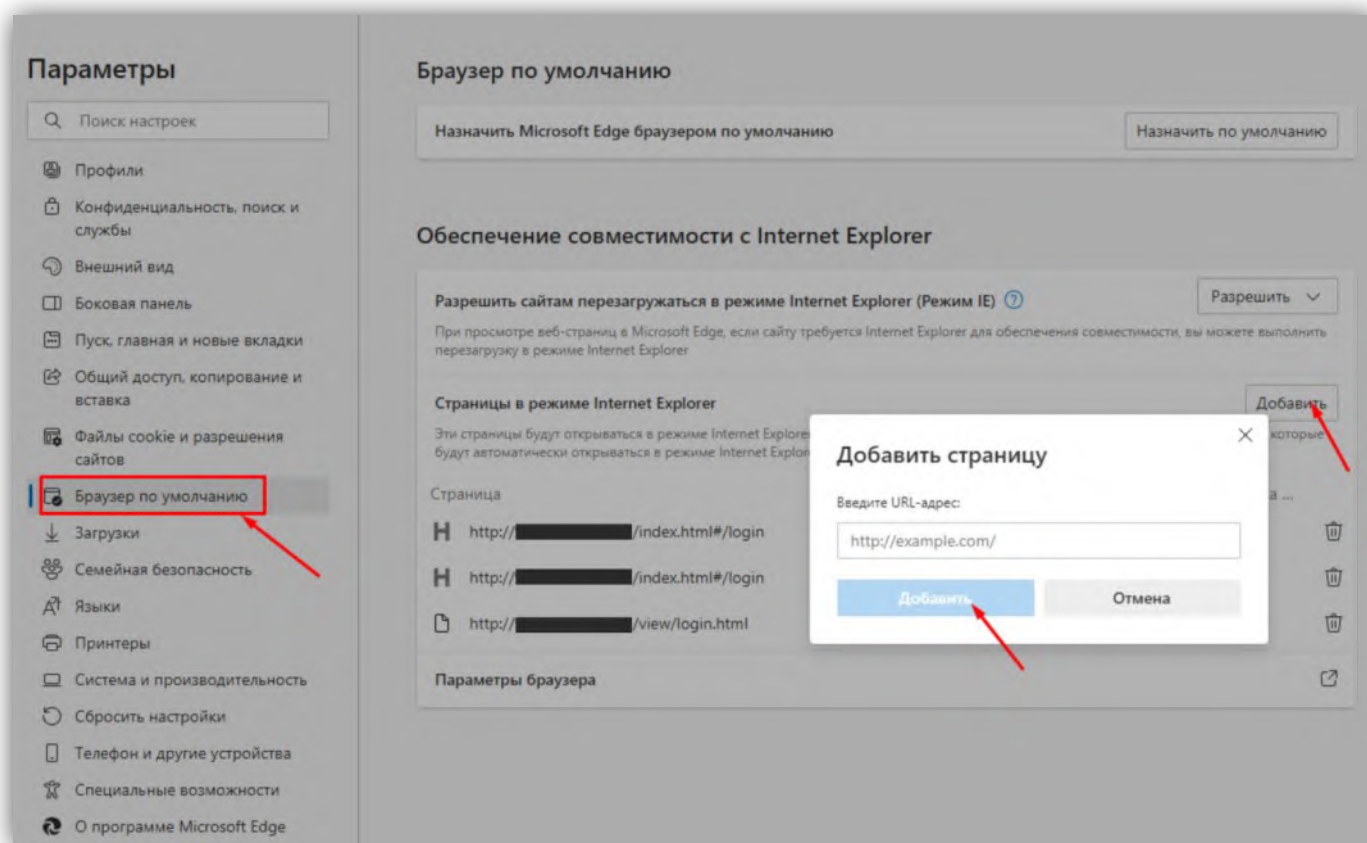 Параметры
Поиск настроек
Профили
Конфиденциальность, поиск и
службы
Внешний вид
Боковая панель
Пуск, главная и новые вкладки
Общий доступ, копирование и
вставка
Файлы cookie и разрешения
сайтов
Браузер по умолчанию
Загрузки
Семейная безопасность
Языки
Принтеры
Система и производительность
Сбросить настройки
Телефон и другие устройства
Специальные возможности
О программе Microsoft Edge
Браузер по умолчанию
Назначить Microsoft Edge браузером по умолчанию
Назначить по умолчанию
Обеспечение совместимости с Internet Explorer
Разрешить сайтам перезагружаться в режиме Internet Explorer (Режим IE)
Разрешить
При просмотре веб-страниц в Microsoft Edge, если сайту требуется Internet Explorer для обеспечения совместимости, вы можете выполнить
перезагрузку в режиме Internet Explorer
Страницы в режиме Internet Explorer
Добавить
Эти страницы будут открываться в режиме Internet которые
будут автоматически открываться в режиме Internet
Страница
http:// /index.html#/login
http:// /index.html#/login
http:// /view/login.html
Параметры браузера
Добавить страницу
Введите URL-адрес:
http://example.com/
Добавить
Отмена